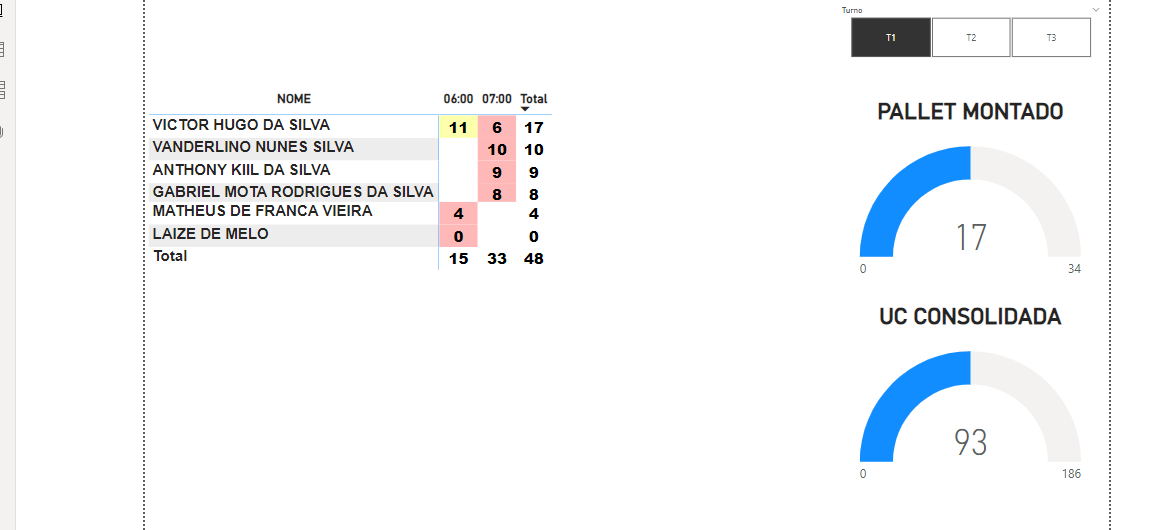 Turno
T1 T2 T3
NOME 06:00 07:00 Total
VICTOR HUGO DA SILVA 11 6 17
VANDERLINO NUNES SILVA 10 10
ANTHONY KIIL DA SILVA 9 9
GABRIEL MOTA RODRIGUES DA SILVA 8 8
MATHEUS DE FRANCA VIEIRA 4 4
LAIZE DE MELO 0 0
Total 15 33 48
PALLET MONTADO
17
0 34
UC CONSOLIDADA
93
0 186